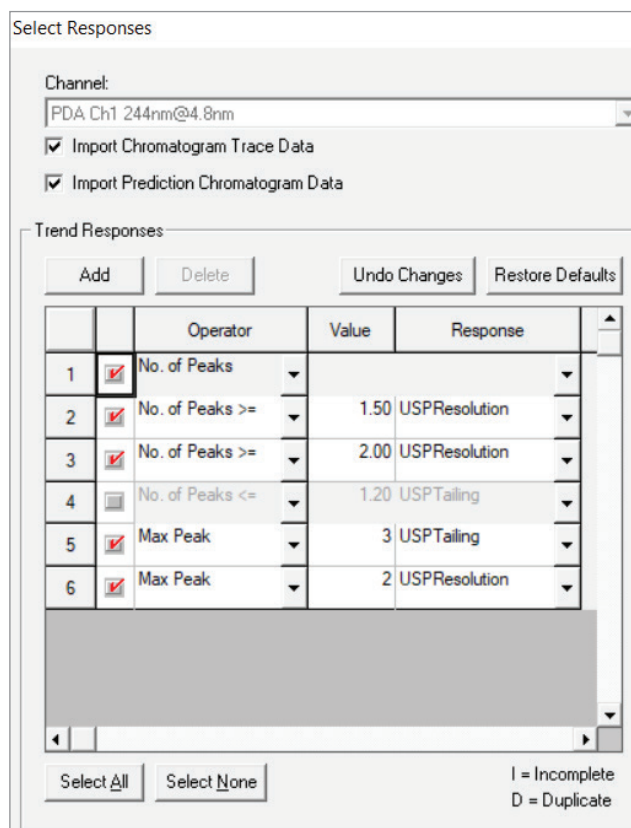 Select Responses
Channel:
PDA Ch1 244nm@4.8nm
Import Chromatogram Trace Data
Import Prediction Chromatogram Data
Trend Responses
Add Delete Undo Changes Restore Defaults
Operator Value Response
1 No. of Peaks
2 No. of Peaks >= 1.50 USPResolution
3 No. of Peaks >= 2.00 USPResolution
4 No. of Peaks <= 1.20 USPTailing
5 Max Peak 3 USPTailing
6 Max Peak 2 USPResolution
Select All Select None I = Incomplete
D = Duplicate